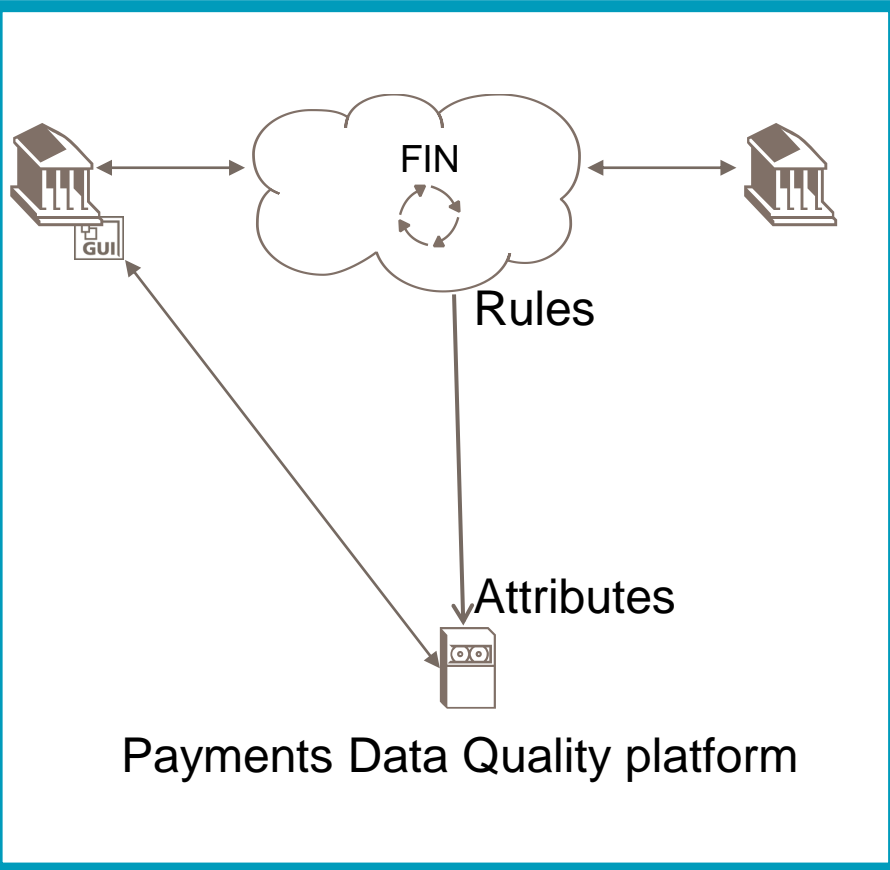 FIN
GUI
Rules
Attributes
Payments Data Quality platform